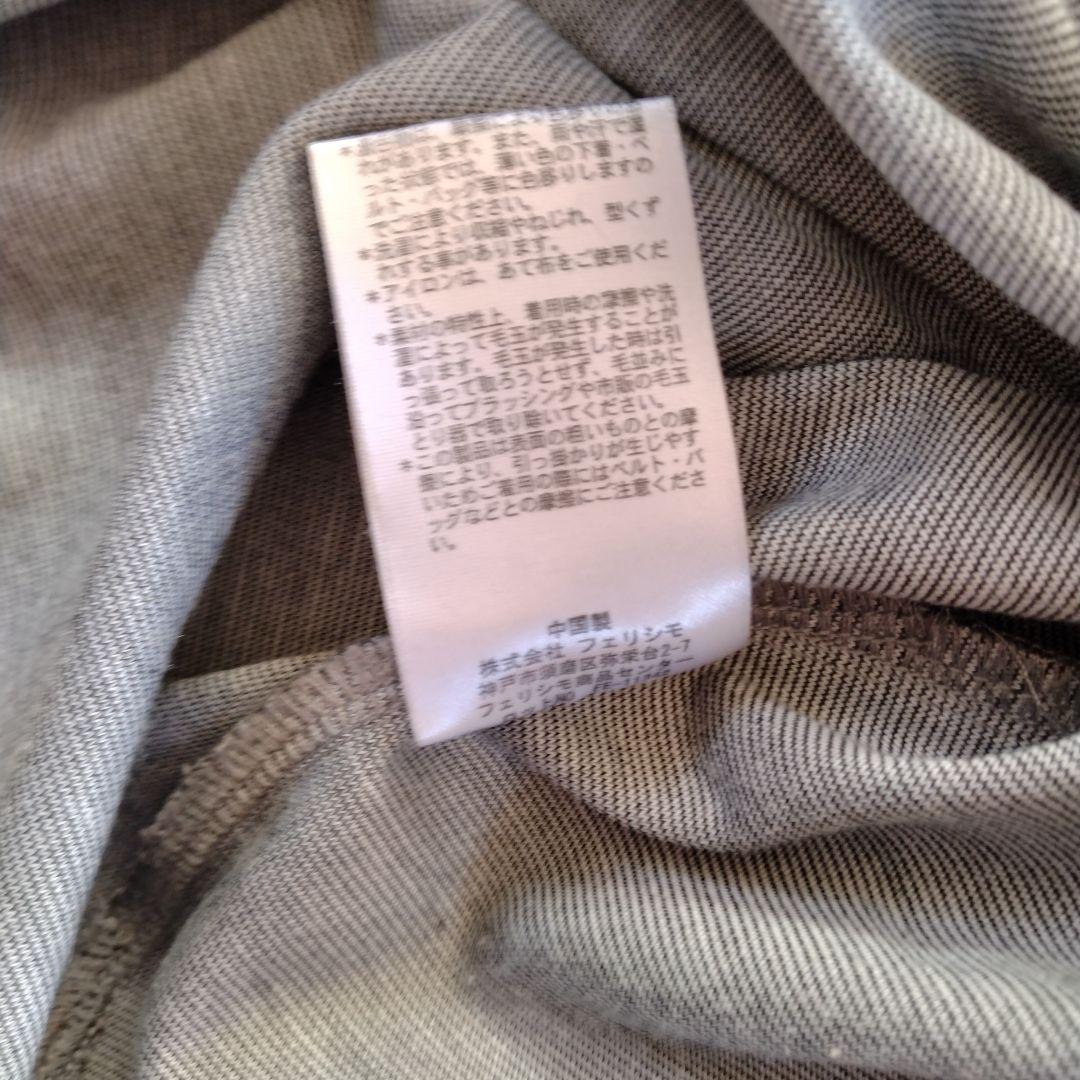 れがあります。また、雨や汗で濡
った状態では、薄い色の下着・ベ
ルト・バッグ等に色移りしますの
でご注意ください。
*洗濯により収縮やねじれ、型くず
れする事があります。
*アイロンは、あて布をご使用くだ
さい。
*素材の特性上、着用時の摩擦や洗
濯によって毛玉が発生することが
あります。毛玉が発生した時は引
っ張って取ろうとせず、毛並みに
沿ってブラッシングや市販の毛玉
とり器で取り除いてください。
*この製品は表面の粗いものとの摩
擦により、引っ掛かりが生じやす
いためご着用の際にはベルト・バ
ッグなどとの摩擦にご注意くださ
い。
中国製
株式会社 フェリシモ
神戸市須磨区弥栄台2-7
フェリシモ商品センター